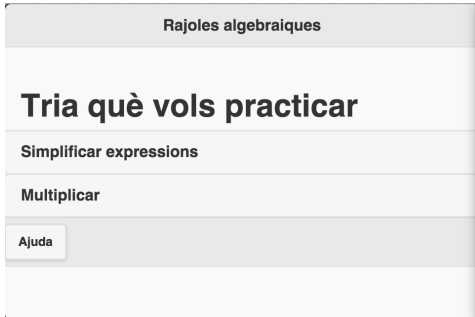 Rajoles algebraiques
Tria què vols practicar
Simplificar expressions
Multiplicar
Ajuda